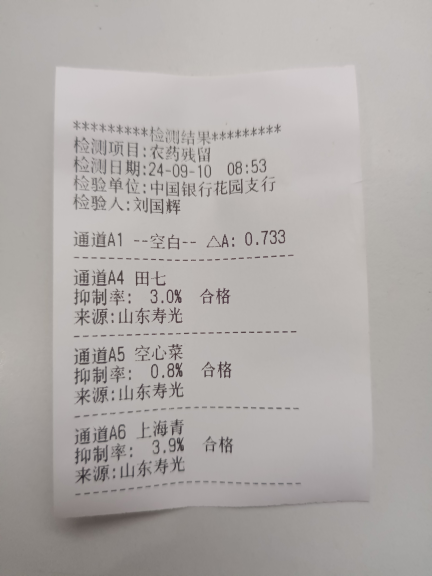 *********检测结果*********
检测项目:农药残留
检测日期:24-09-10 08:53
检验单位:中国银行花园支行
检验人:刘国辉
通道A1 --空白-- △A: 0.733
--------------------------
通道A4 田七
抑制率: 3.0% 合格
来源:山东寿光
--------------------------
通道A5 空心菜
抑制率: 0.8% 合格
来源:山东寿光
--------------------------
通道A6 上海青
抑制率: 3.9% 合格
来源:山东寿光
--------------------------